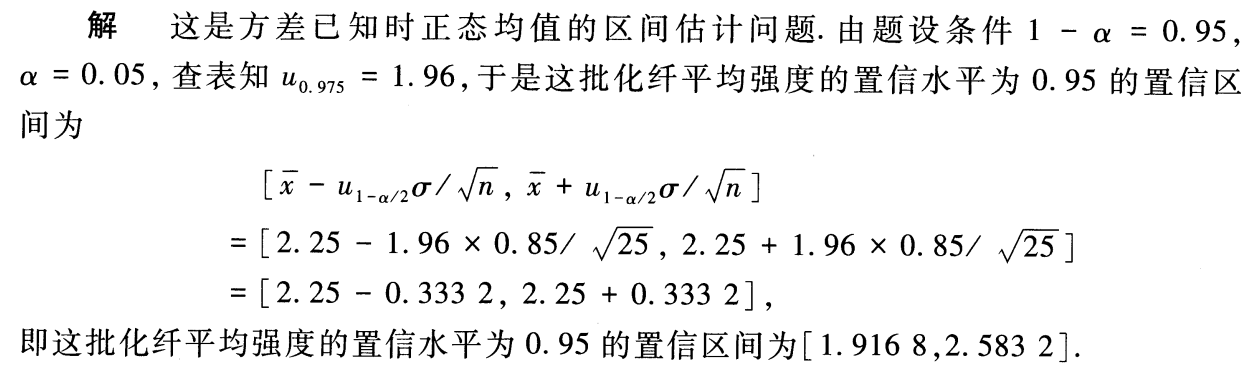 解 这是方差已知时正态均值的区间估计问题. 由题设条件 1 - α = 0.95,
α = 0.05, 查表知 u₀.₉₇₅ = 1.96,于是这批化纤平均强度的置信水平为 0.95 的置信区
间为
[x̄ - u_{1-α/2}σ/√n, x̄ + u_{1-α/2}σ/√n]
= [2.25 - 1.96 × 0.85/ √25, 2.25 + 1.96 × 0.85/ √25]
= [2.25 - 0.333 2, 2.25 + 0.333 2],
即这批化纤平均强度的置信水平为 0.95 的置信区间为[1.916 8,2.583 2].